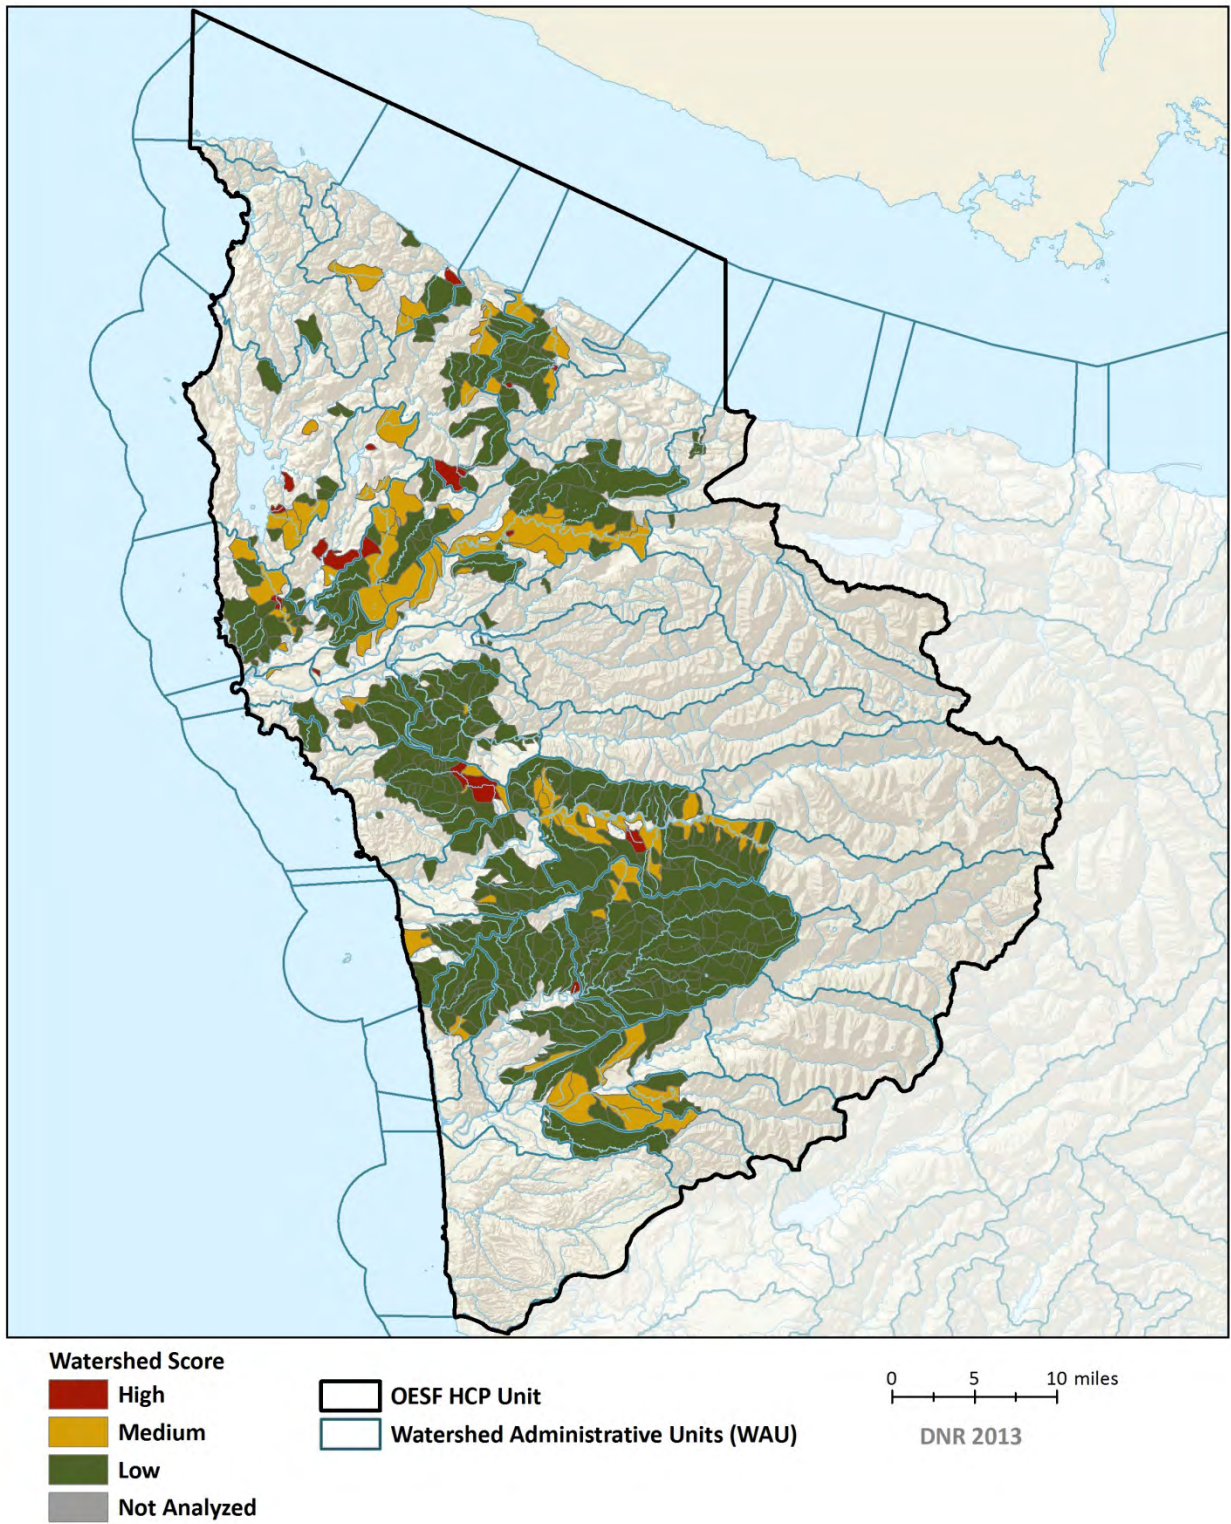 Watershed Score
High
Medium
Low
Not Analyzed
OESF HCP Unit
Watershed Administrative Units (WAU)
0 5 10 miles
DNR 2013